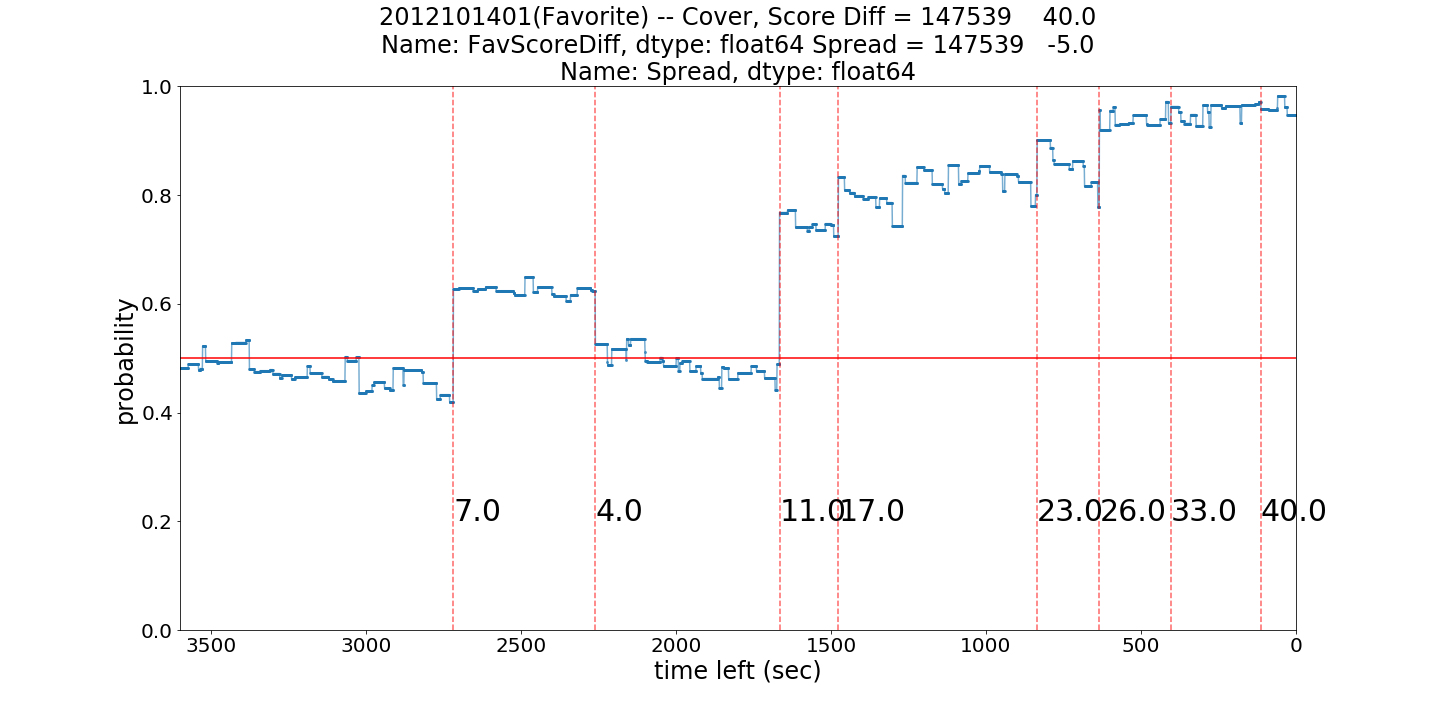 2012101401(Favorite) -- Cover, Score Diff = 147539    40.0
Name: FavScoreDiff, dtype: float64 Spread = 147539   -5.0
Name: Spread, dtype: float64
1.0
0.8
0.6
0.4
0.2
0.0
probability
7.0 4.0 11.0 17.0 23.0 26.0 33.0 40.0
3500 3000 2500 2000 1500 1000 500 0
time left (sec)